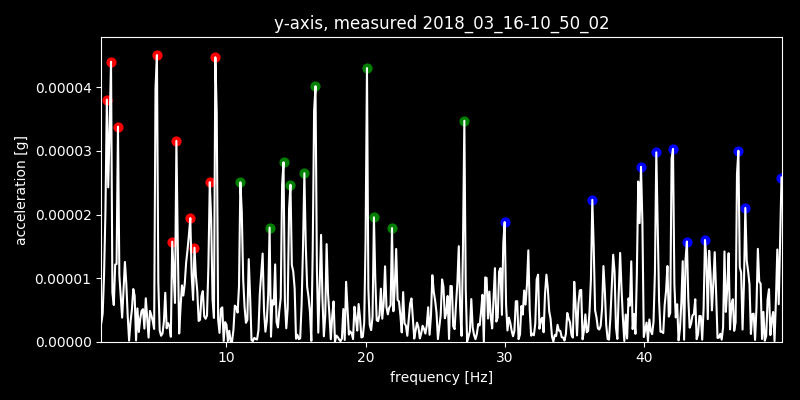 y-axis, measured 2018_03_16-10_50_02
acceleration [g]
0.00004
0.00003
0.00002
0.00001
0.00000
10 20 30 40
frequency [Hz]